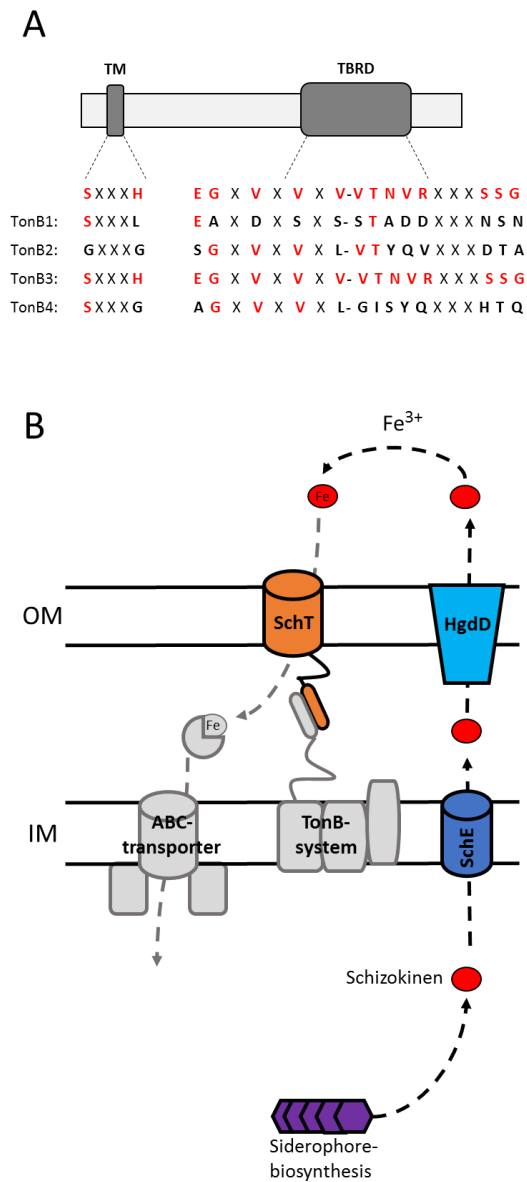 A
TM TBRD
S X X X H E G X V X V X V - V T N V R X X X S S G
TonB1: S X X X L E A X D X S X S - S T A D D X X X N S N
TonB2: G X X X G S G X V X V X L - V T Y Q V X X X D T A
TonB3: S X X X H E G X V X V X V - V T N V R X X X S S G
TonB4: S X X X G A G X V X V X L - G I S Y Q X X X H T Q
B
Fe3+
Fe
OM
SchT
HgdD
Fe
IM
ABC-
transporter
TonB-
system
SchE
Schizokinen
Siderophore-
biosynthesis